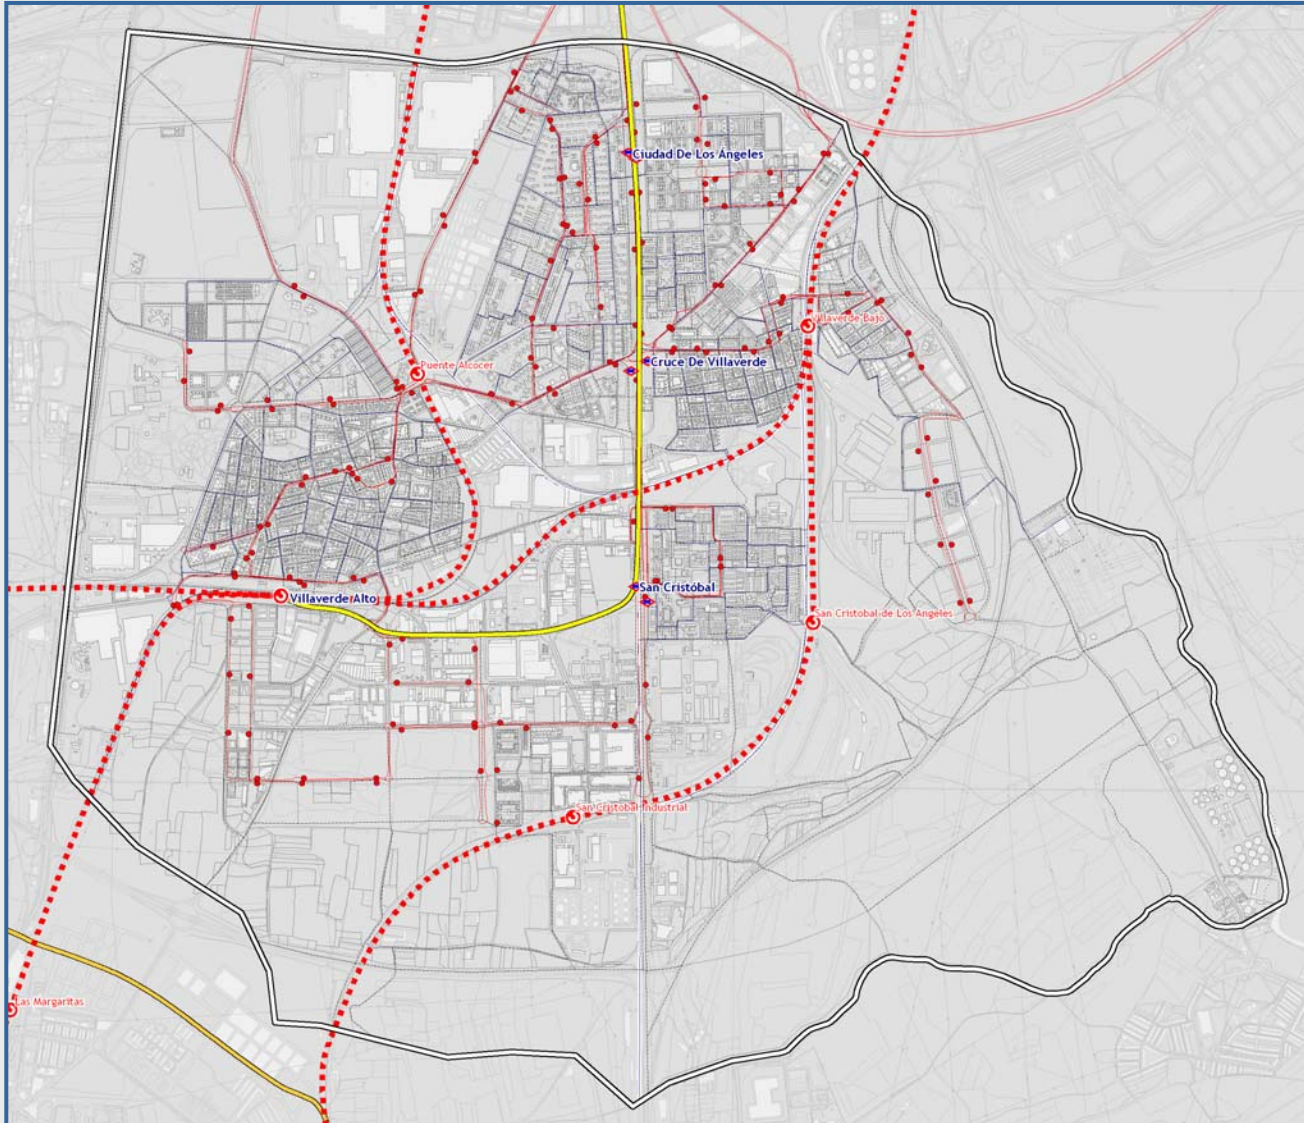 Ciudad De Los Ángeles
Villaverde Bajo
Cruce De Villaverde
Puente Alcocer
San Cristóbal
Villaverde Alto
San Cristobal de Los Angeles
San Cristobal Industrial
Las Margaritas